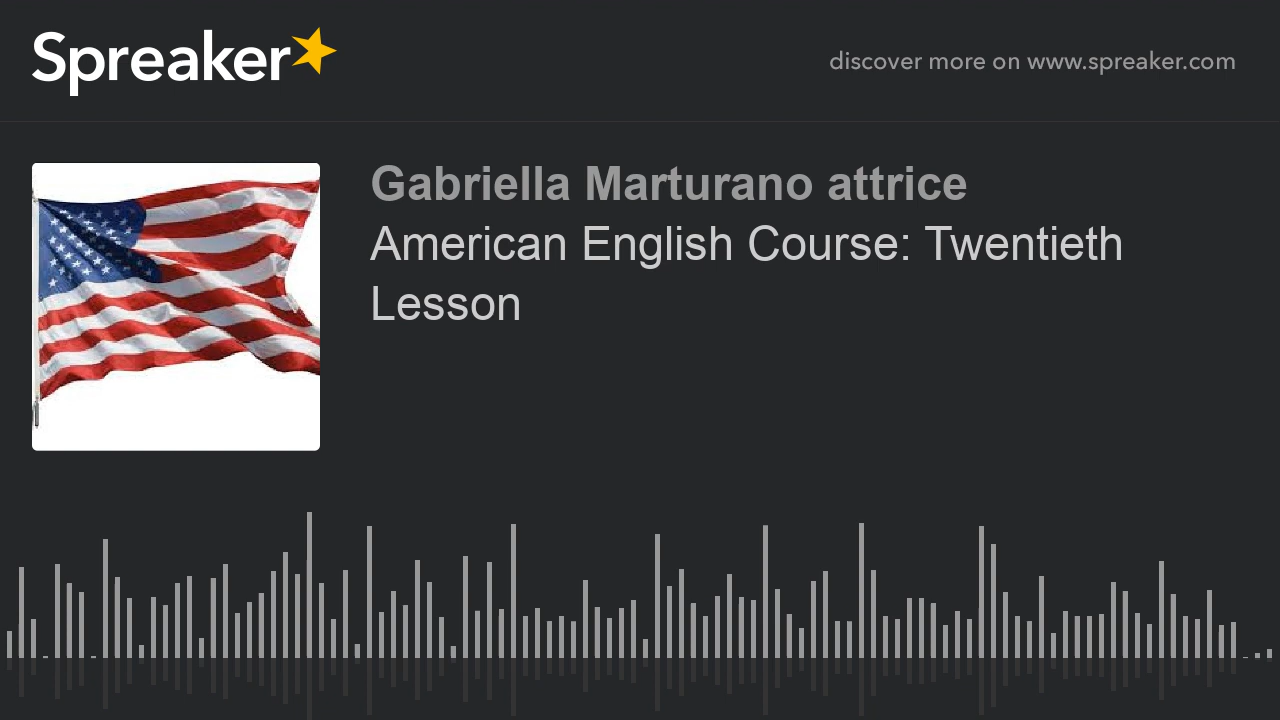 Spreaker
discover more on www.spreaker.com
Gabriella Marturano attrice
American English Course: Twentieth
Lesson